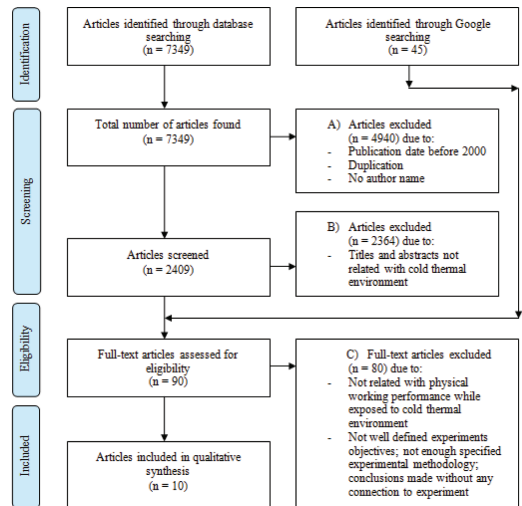 Identification
Articles identified through database
searching
(n = 7349)
Articles identified through Google
searching
(n = 45)
Screening
Total number of articles found
(n = 7349)
A) Articles excluded
(n = 4940) due to:
- Publication date before 2000
- Duplication
- No author name
Articles screened
(n = 2409)
B) Articles excluded
(n = 2364) due to:
- Titles and abstracts not
related with cold thermal
environment
Eligibility
Full-text articles assessed for
eligibility
(n = 90)
C) Full-text articles excluded
(n = 80) due to:
- Not related with physical
working performance while
exposed to cold thermal
environment
- Not well defined experiments
objectives; not enough specified
experimental methodology;
conclusions made without any
connection to experiment
Included
Articles included in qualitative
synthesis
(n = 10)